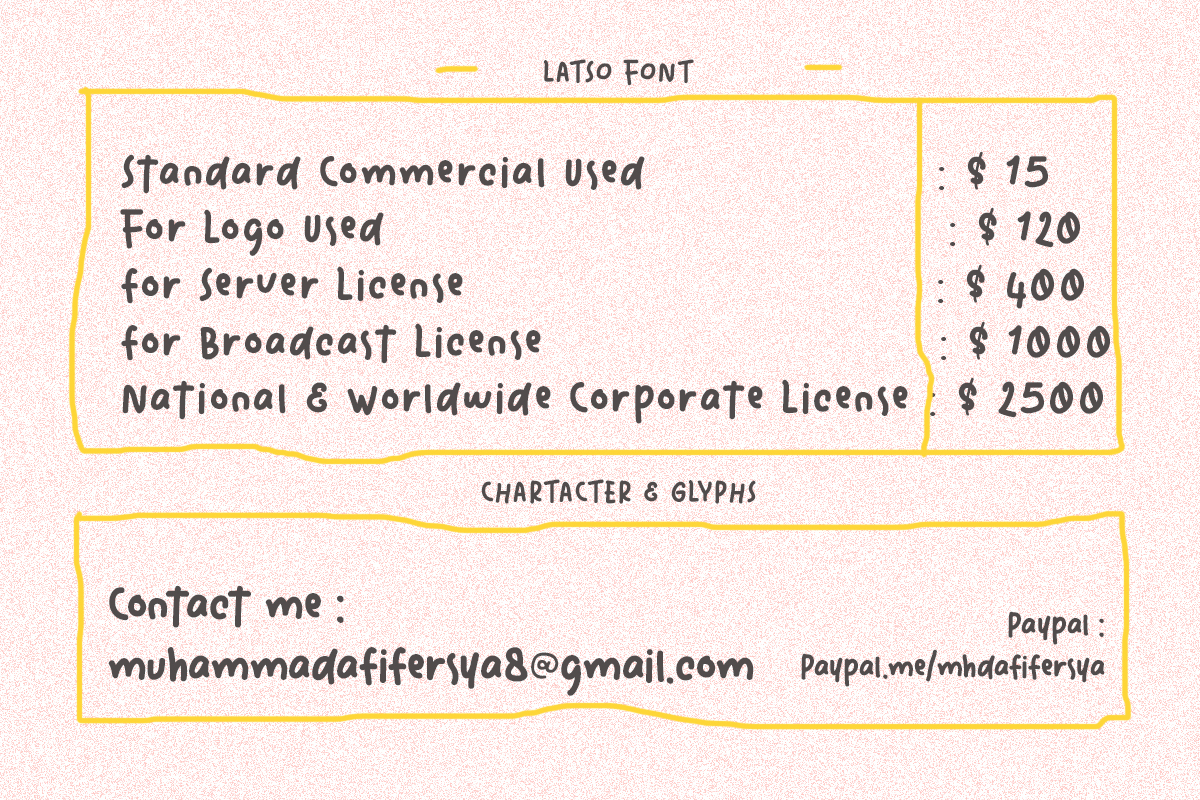 LATSO FONT
Standard Commercial Used : $ 15
For Logo Used : $ 120
for Server License : $ 400
for Broadcast License : $ 1000
National & Worldwide Corporate License : $ 2500
CHARTACTER & GLYPHS
Contact me :
muhammadafifersya8@gmail.com
Paypal :
Paypal.me/mhdafifersya